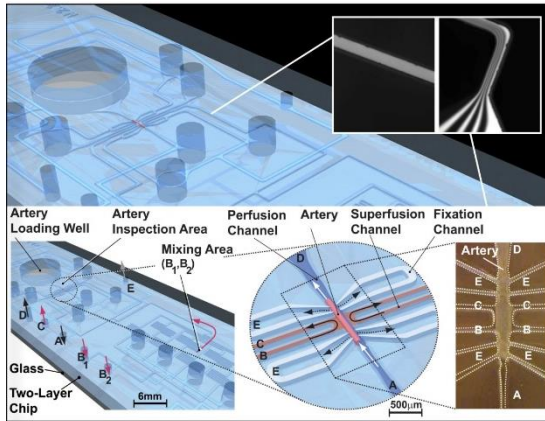 Artery
Loading Well
Artery
Inspection Area
Mixing Area
(B1,B2)
Perfusion
Channel
Artery
Superfusion
Channel
Fixation
Channel
D
C
A
B1
B2
E
Glass
Two-Layer
Chip
6mm
D
E
C
B
E
A
500µm
Artery
D
E
E
C
C
B
B
E
E
A